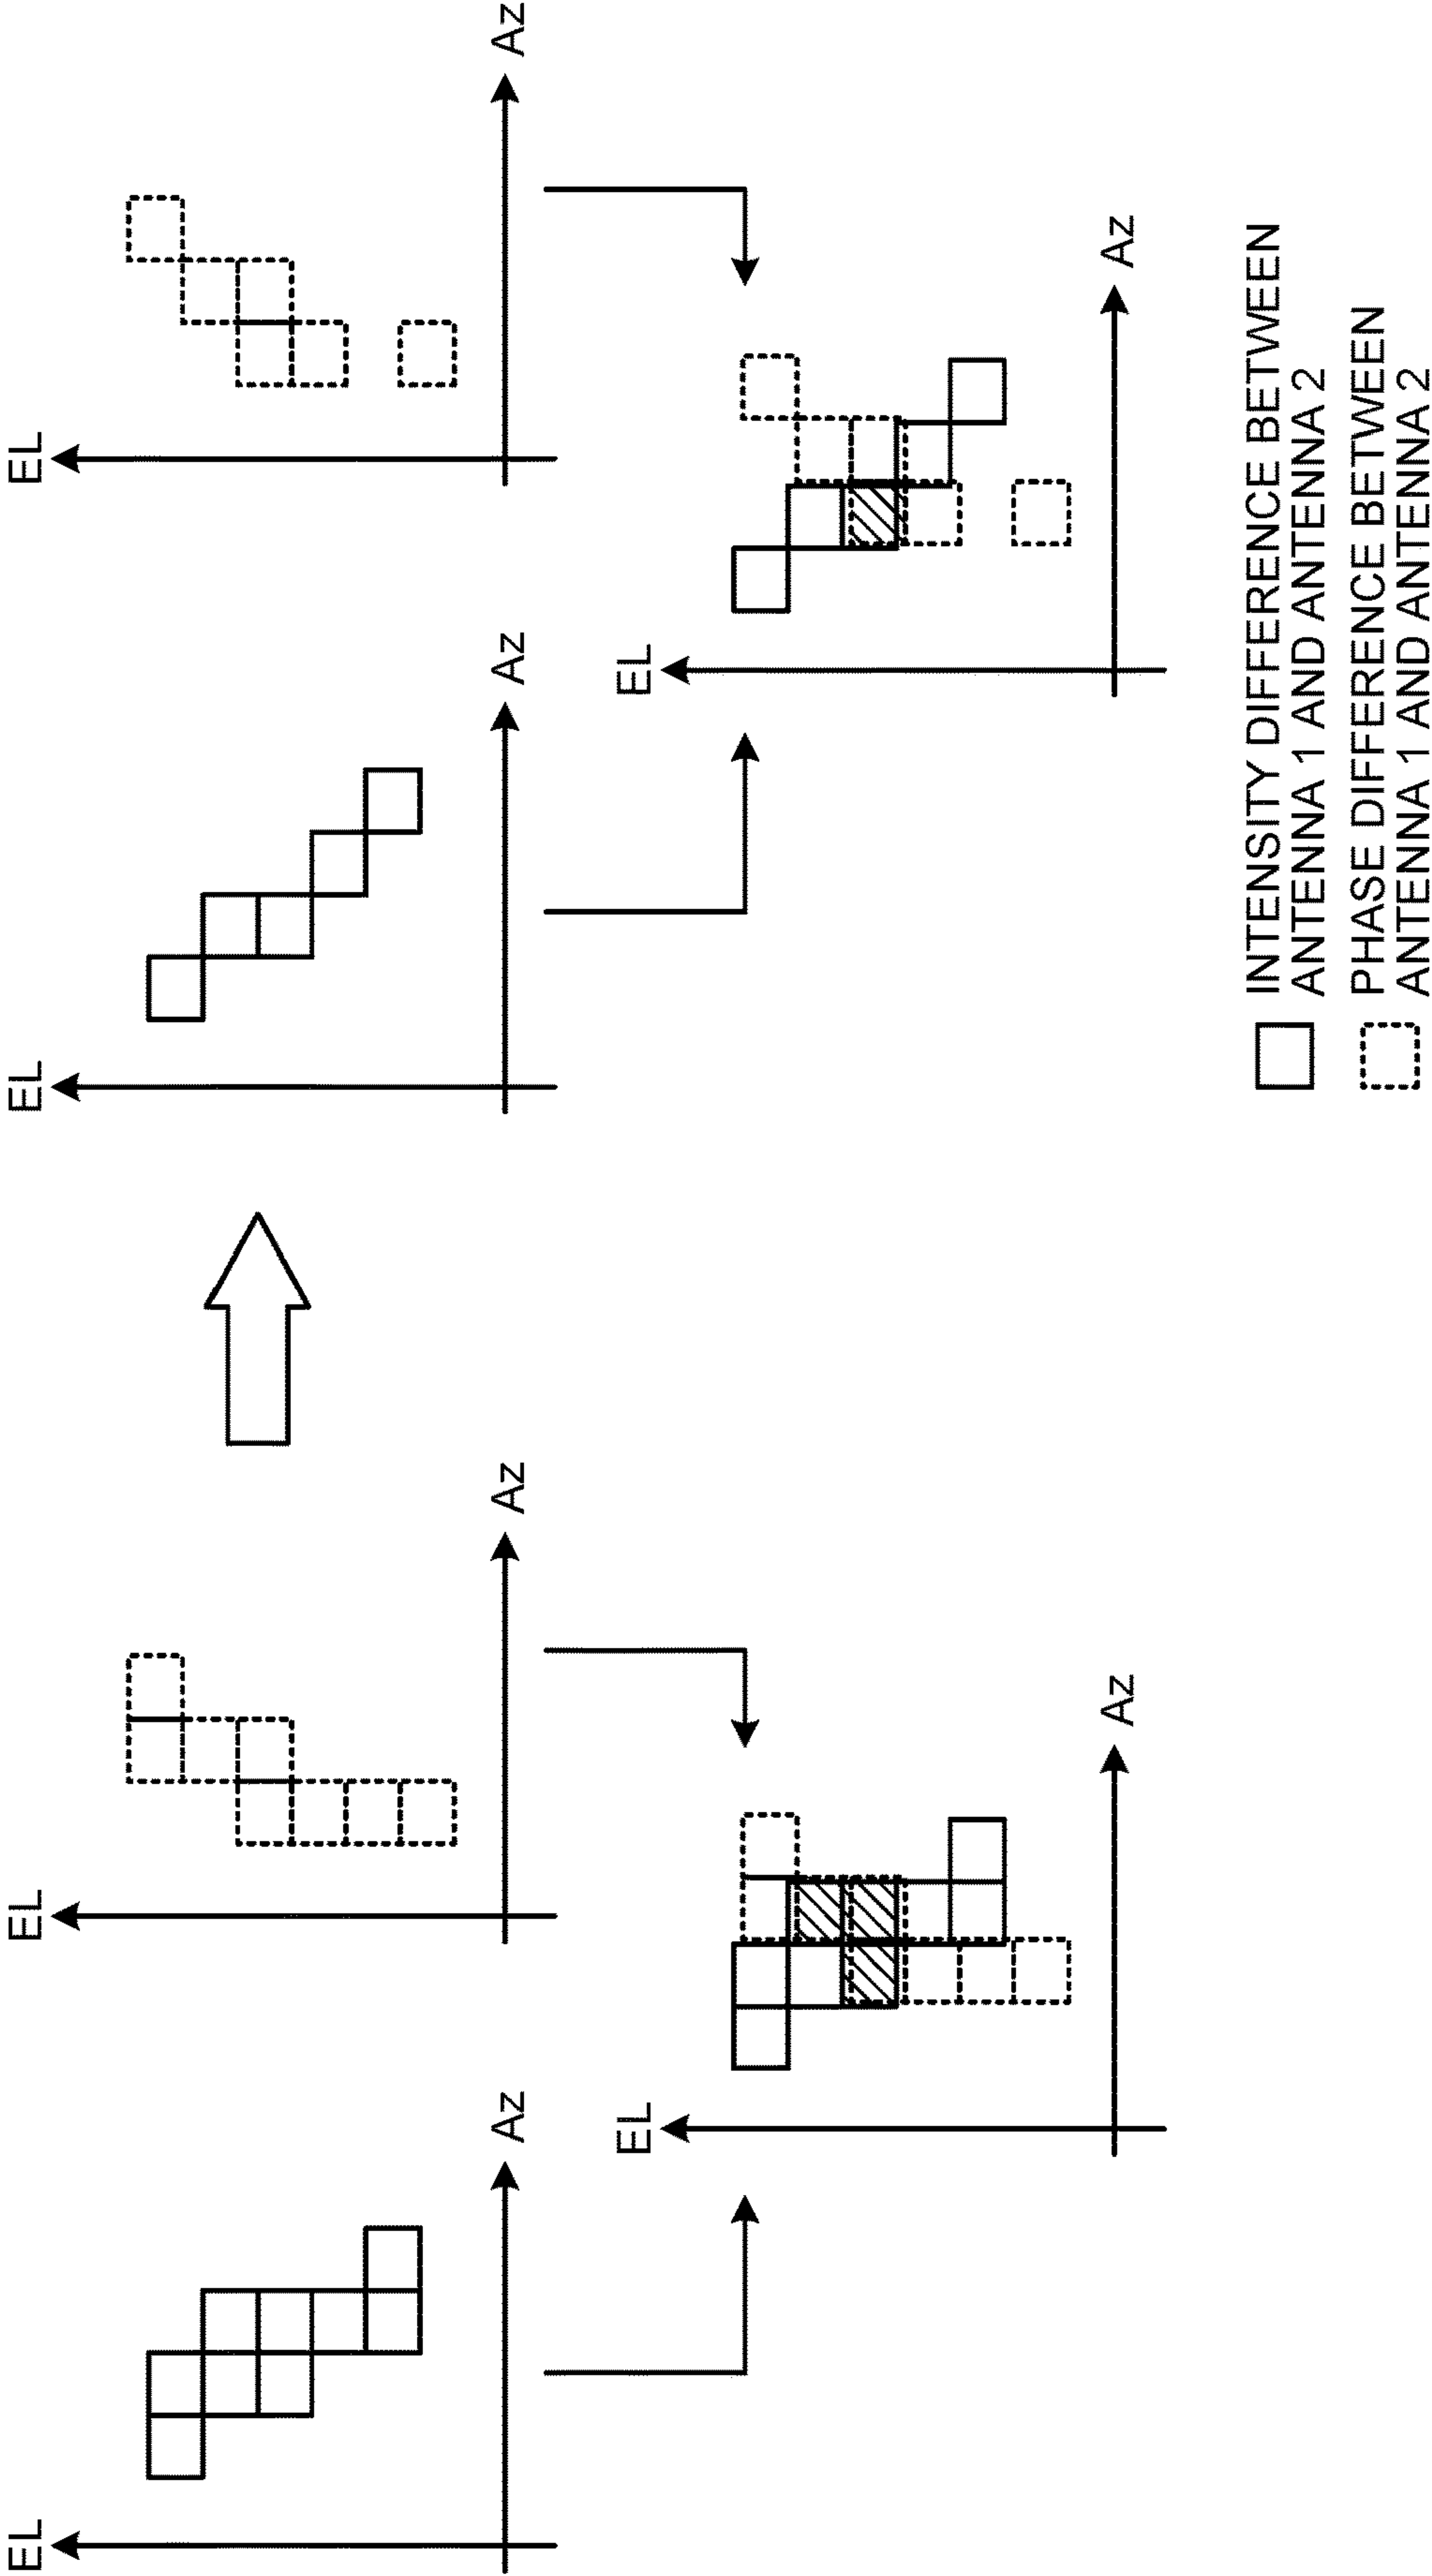 EL
Az
EL
Az
EL
Az
EL
Az
EL
Az
EL
Az
INTENSITY DIFFERENCE BETWEEN
ANTENNA 1 AND ANTENNA 2
PHASE DIFFERENCE BETWEEN
ANTENNA 1 AND ANTENNA 2